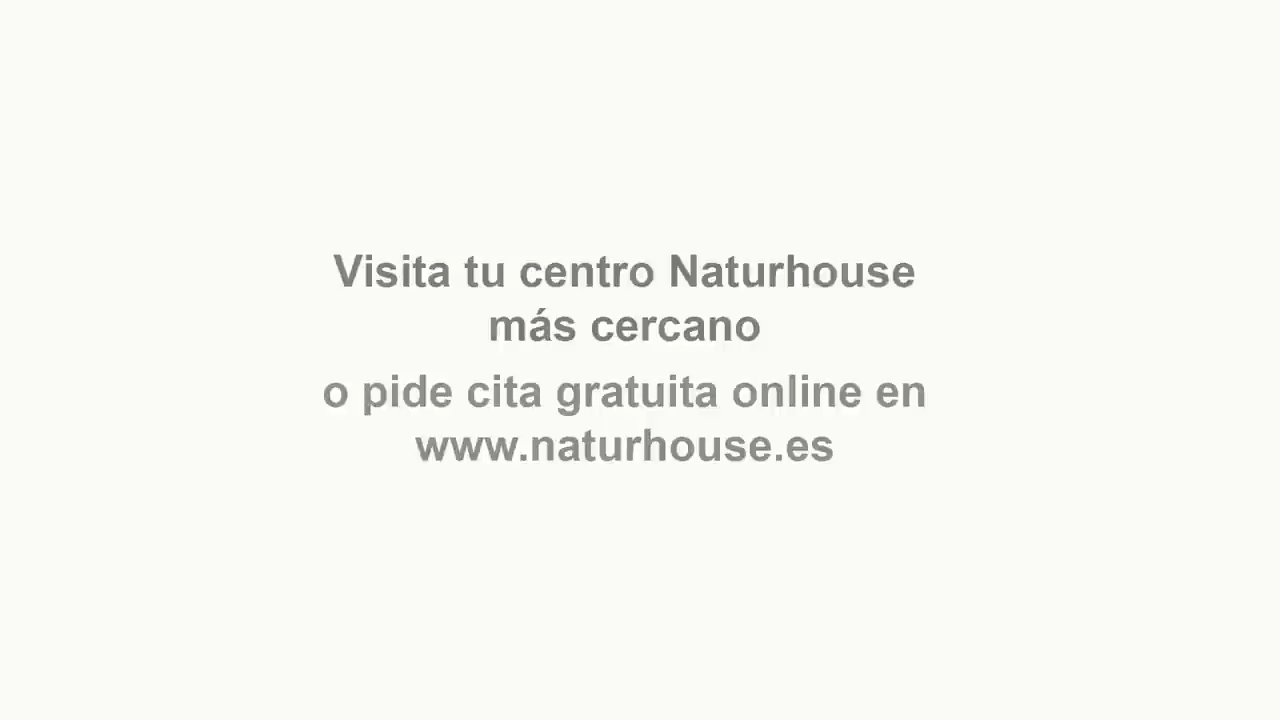 Visita tu centro Naturhouse
más cercano
o pide cita gratuita online en
www.naturhouse.es